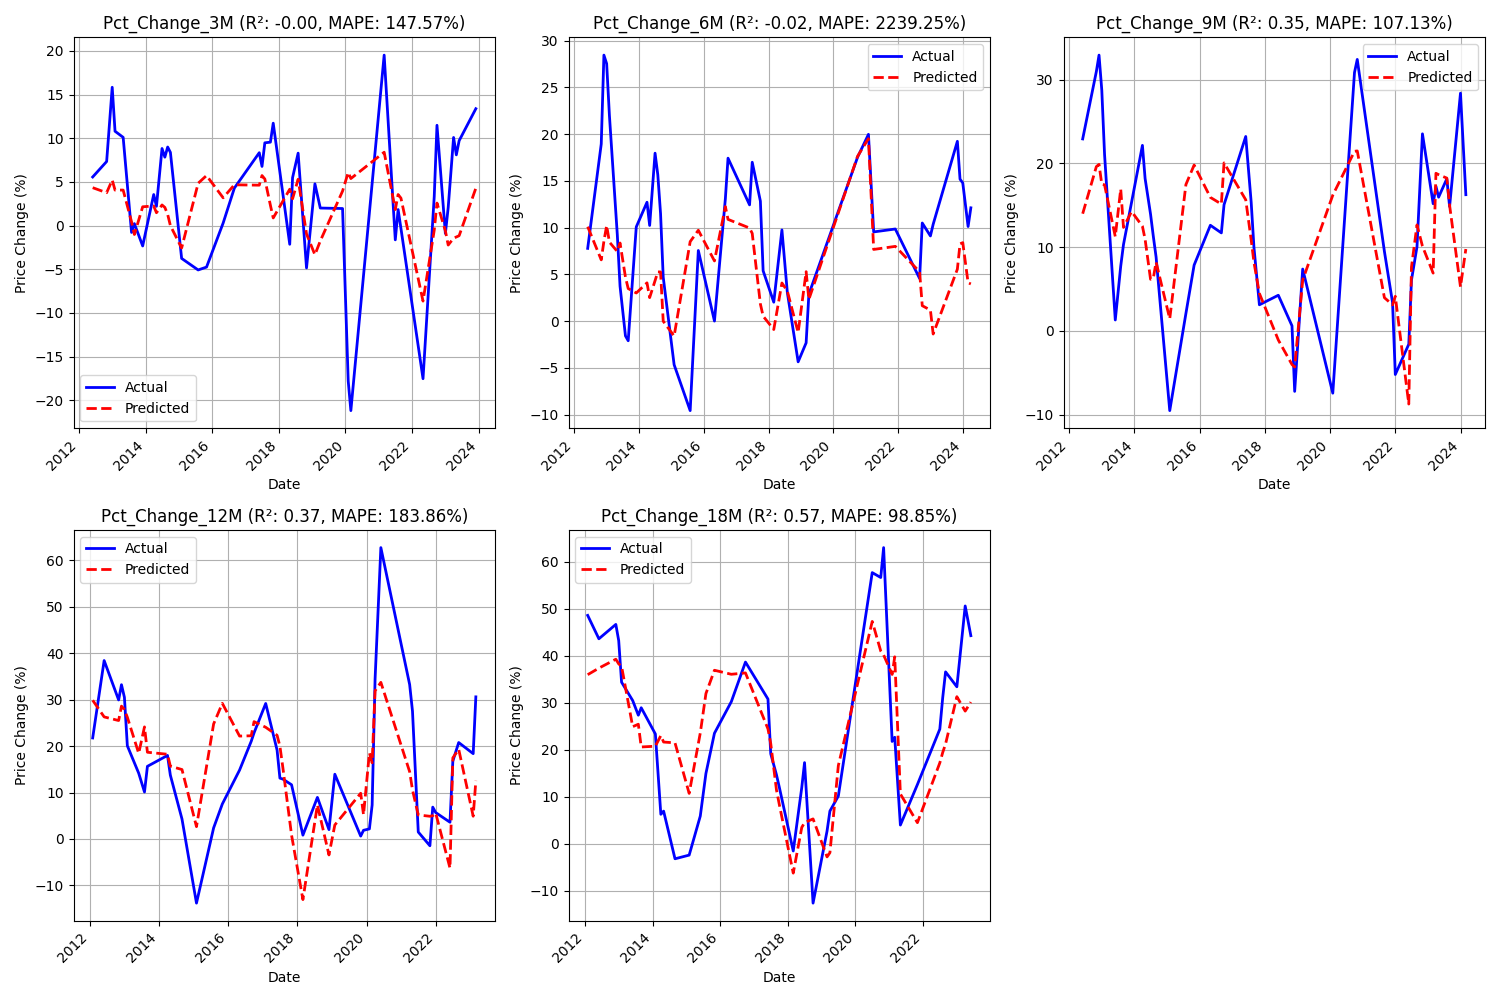 Pct_Change_3M (R²: -0.00, MAPE: 147.57%)
Price Change (%)
20
15
10
5
0
−5
−10
−15
−20
Actual
Predicted
2012
2014
2016
2018
2020
2022
2024
Date
Pct_Change_6M (R²: -0.02, MAPE: 2239.25%)
Price Change (%)
30
25
20
15
10
5
0
−5
−10
Actual
Predicted
2012
2014
2016
2018
2020
2022
2024
Date
Pct_Change_9M (R²: 0.35, MAPE: 107.13%)
Price Change (%)
30
20
10
0
−10
Actual
Predicted
2012
2014
2016
2018
2020
2022
2024
Date
Pct_Change_12M (R²: 0.37, MAPE: 183.86%)
Price Change (%)
60
50
40
30
20
10
0
−10
Actual
Predicted
2012
2014
2016
2018
2020
2022
Date
Pct_Change_18M (R²: 0.57, MAPE: 98.85%)
Price Change (%)
60
50
40
30
20
10
0
−10
Actual
Predicted
2012
2014
2016
2018
2020
2022
Date